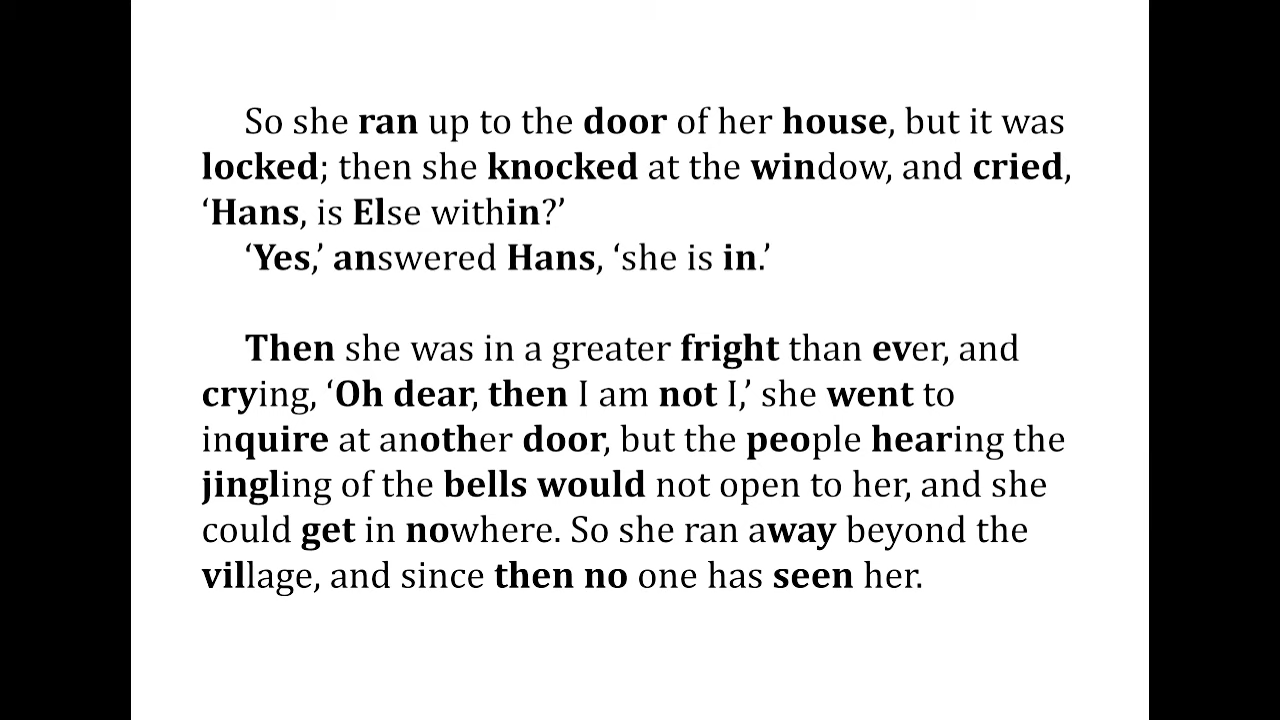 So she ran up to the door of her house, but it was
locked; then she knocked at the window, and cried,
‘Hans, is Else within?’
‘Yes,’ answered Hans, ‘she is in.’
Then she was in a greater fright than ever, and
crying, ‘Oh dear, then I am not I,’ she went to
inquire at another door, but the people hearing the
jingling of the bells would not open to her, and she
could get in nowhere. So she ran away beyond the
village, and since then no one has seen her.